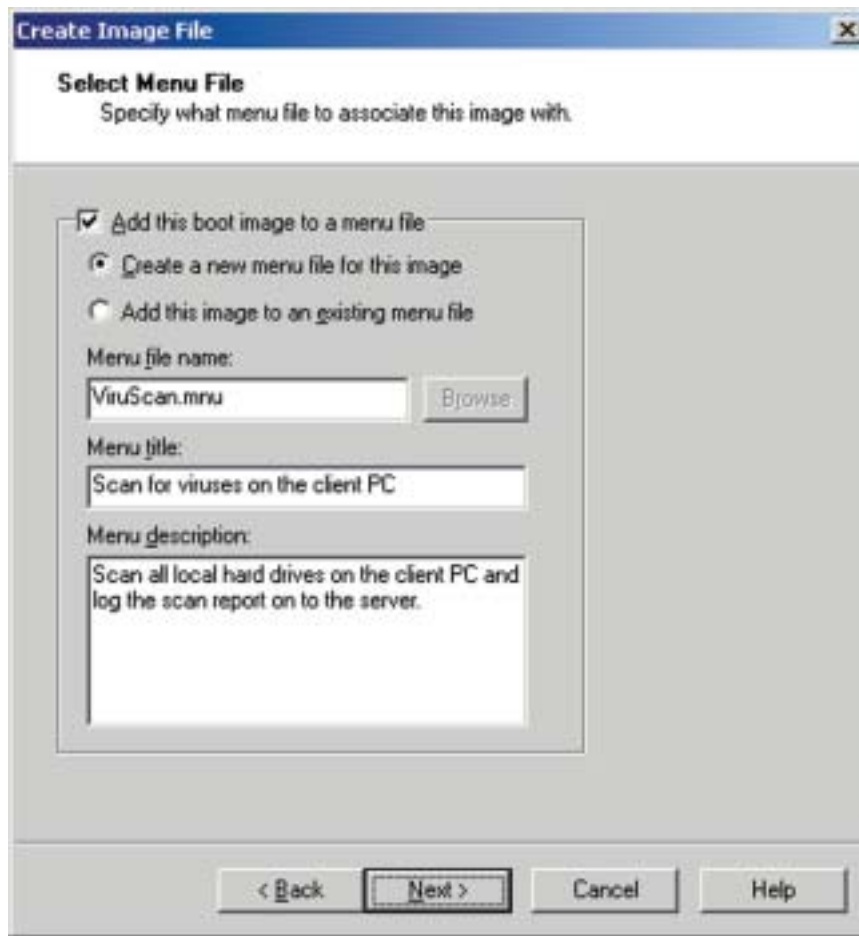 Create Image File
Select Menu File
Specify what menu file to associate this image with.
Add this boot image to a menu file
Create a new menu file for this image
Add this image to an existing menu file
Menu file name:
ViruScan.mnu
Browse
Menu title:
Scan for viruses on the client PC
Menu description:
Scan all local hard drives on the client PC and
log the scan report on to the server.
< Back
Next >
Cancel
Help